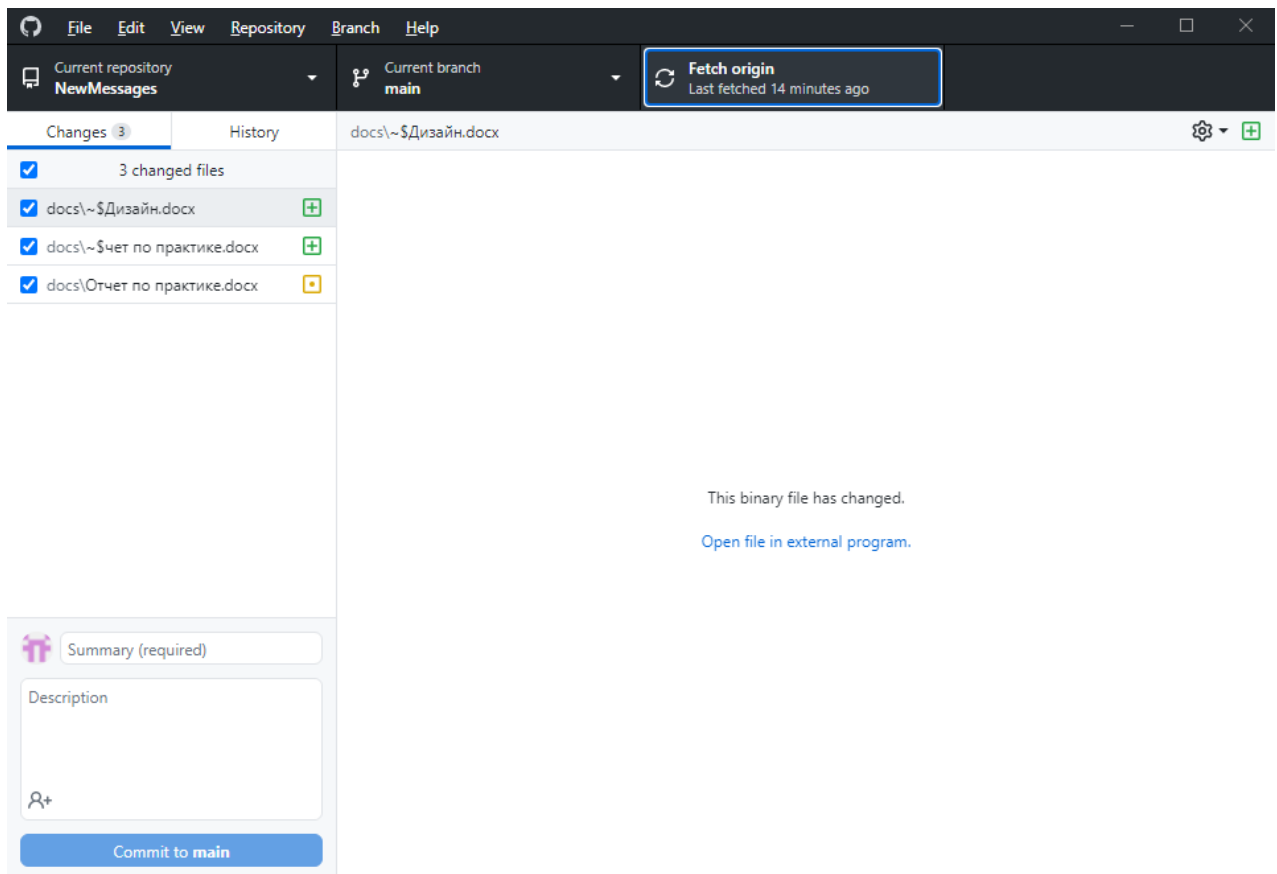 File Edit View Repository Branch Help
Current repository
NewMessages
Current branch
main
Fetch origin
Last fetched 14 minutes ago
Changes 3
History
docs\~$Дизайн.docx
3 changed files
docs\~$Дизайн.docx
docs\~$чет по практике.docx
docs\Отчет по практике.docx
This binary file has changed.
Open file in external program.
Summary (required)
Description
Commit to main